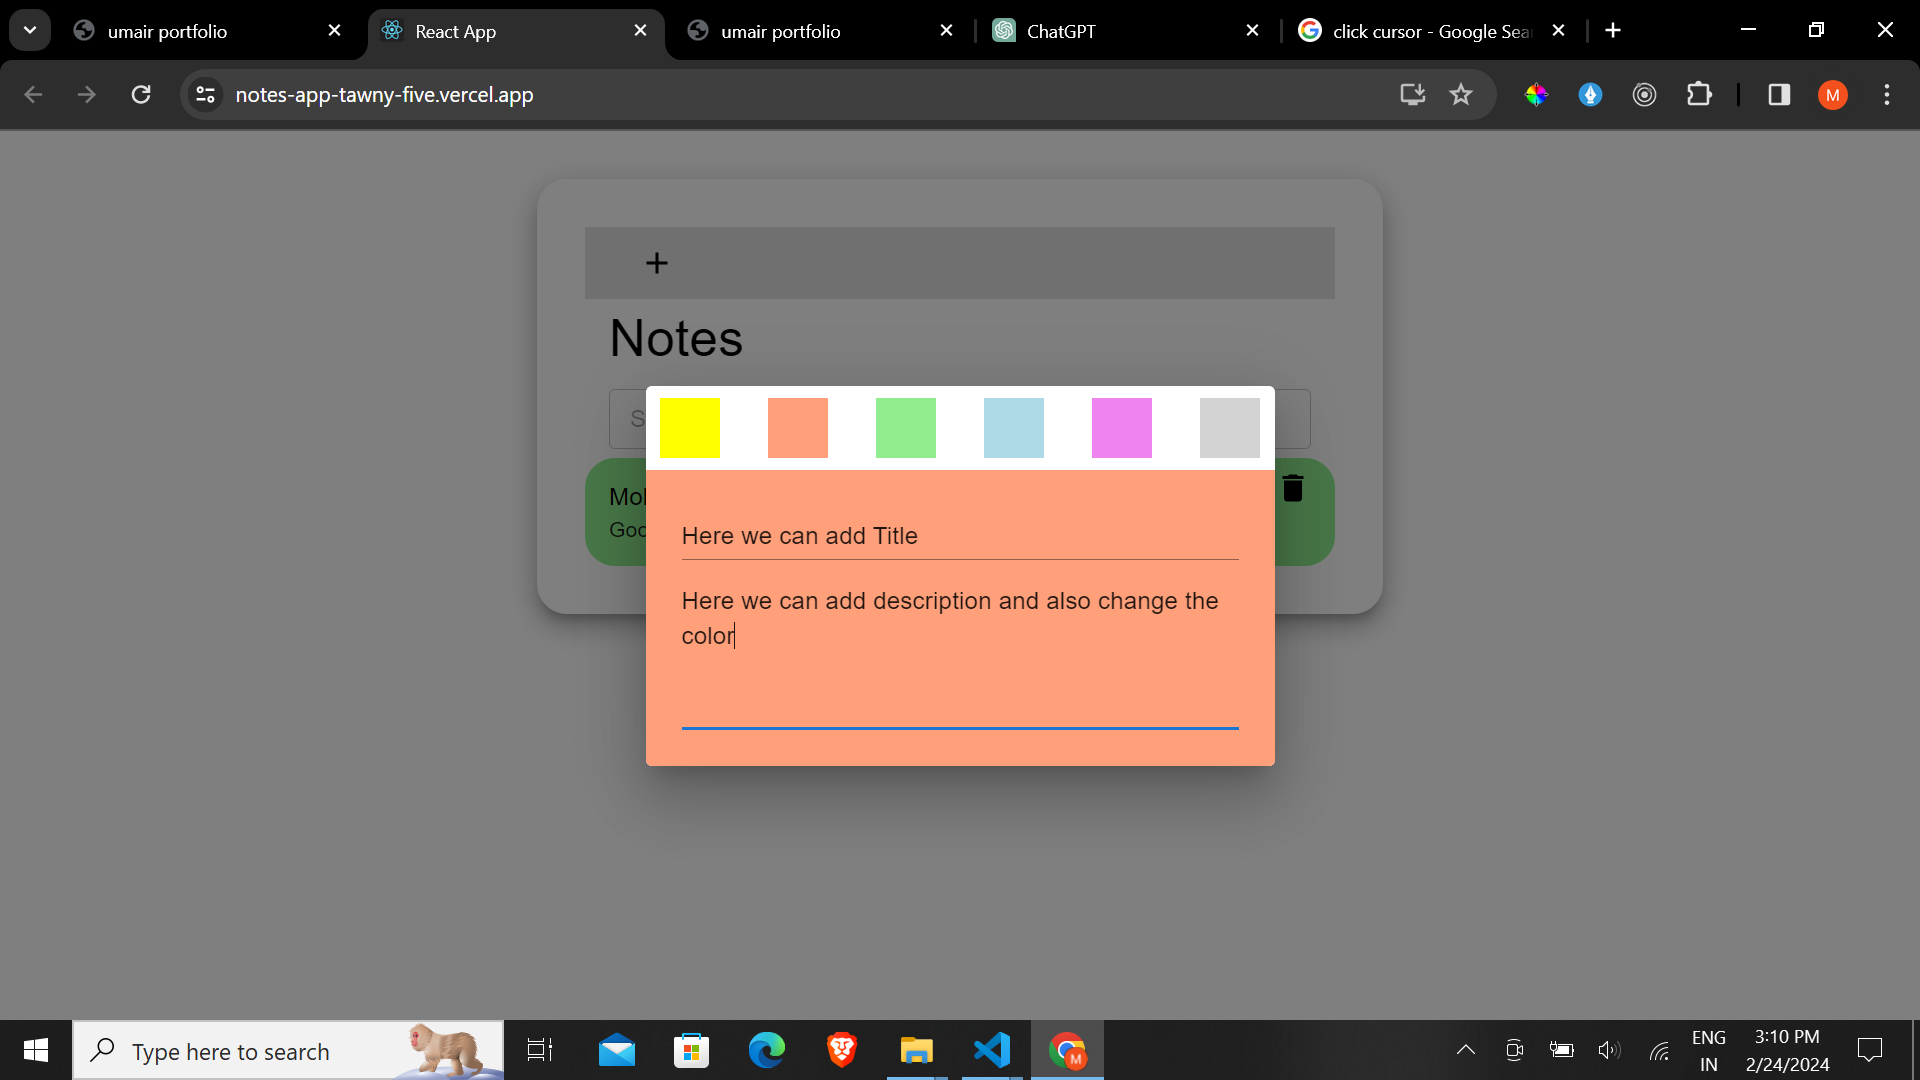 umair portfolio
React App
umair portfolio
ChatGPT
click cursor - Google Sear
notes-app-tawny-five.vercel.app
M
Notes
S
Mol
Goo
Here we can add Title
Here we can add description and also change the
color
Type here to search
M
ENG
IN
3:10 PM
2/24/2024